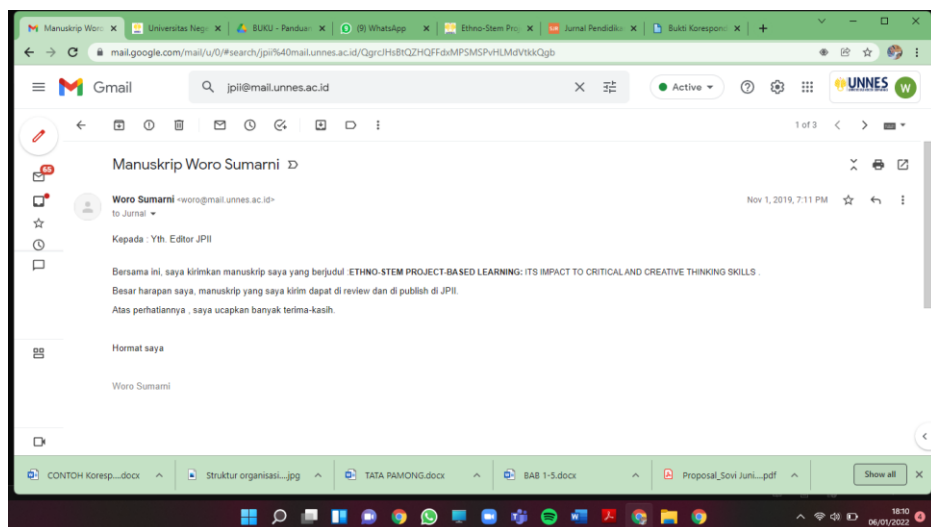 Manuskrip Woro
Universitas Nege
BUKU - Panduan
(9) WhatsApp
Ethno-Stem Proj
Jurnal Pendidika
Bukti Korespond
mail.google.com/mail/u/0/#search/jpii%40mail.unnes.ac.id/QgrcJHsBtQZHQFFdxMPSMSPvHLMdVtkkQgb
Gmail
jpii@mail.unnes.ac.id
Active
UNNES
W
1 of 3
65
Manuskrip Woro Sumarni
Woro Sumarni <woro@mail.unnes.ac.id>
Nov 1, 2019, 7:11 PM
to Jurnal
Kepada : Yth. Editor JPII
Bersama ini, saya kirimkan manuskrip saya yang berjudul :ETHNO-STEM PROJECT-BASED LEARNING: ITS IMPACT TO CRITICAL AND CREATIVE THINKING SKILLS .
Besar harapan saya, manuskrip yang saya kirim dapat di review dan di publish di JPII.
Atas perhatiannya , saya ucapkan banyak terima-kasih.
Hormat saya
Woro Sumarni
CONTOH Koresp....docx
Struktur organisasi....jpg
TATA PAMONG.docx
BAB 1-5.docx
Proposal_Sovi Juni....pdf
Show all
18:10
06/01/2022
4